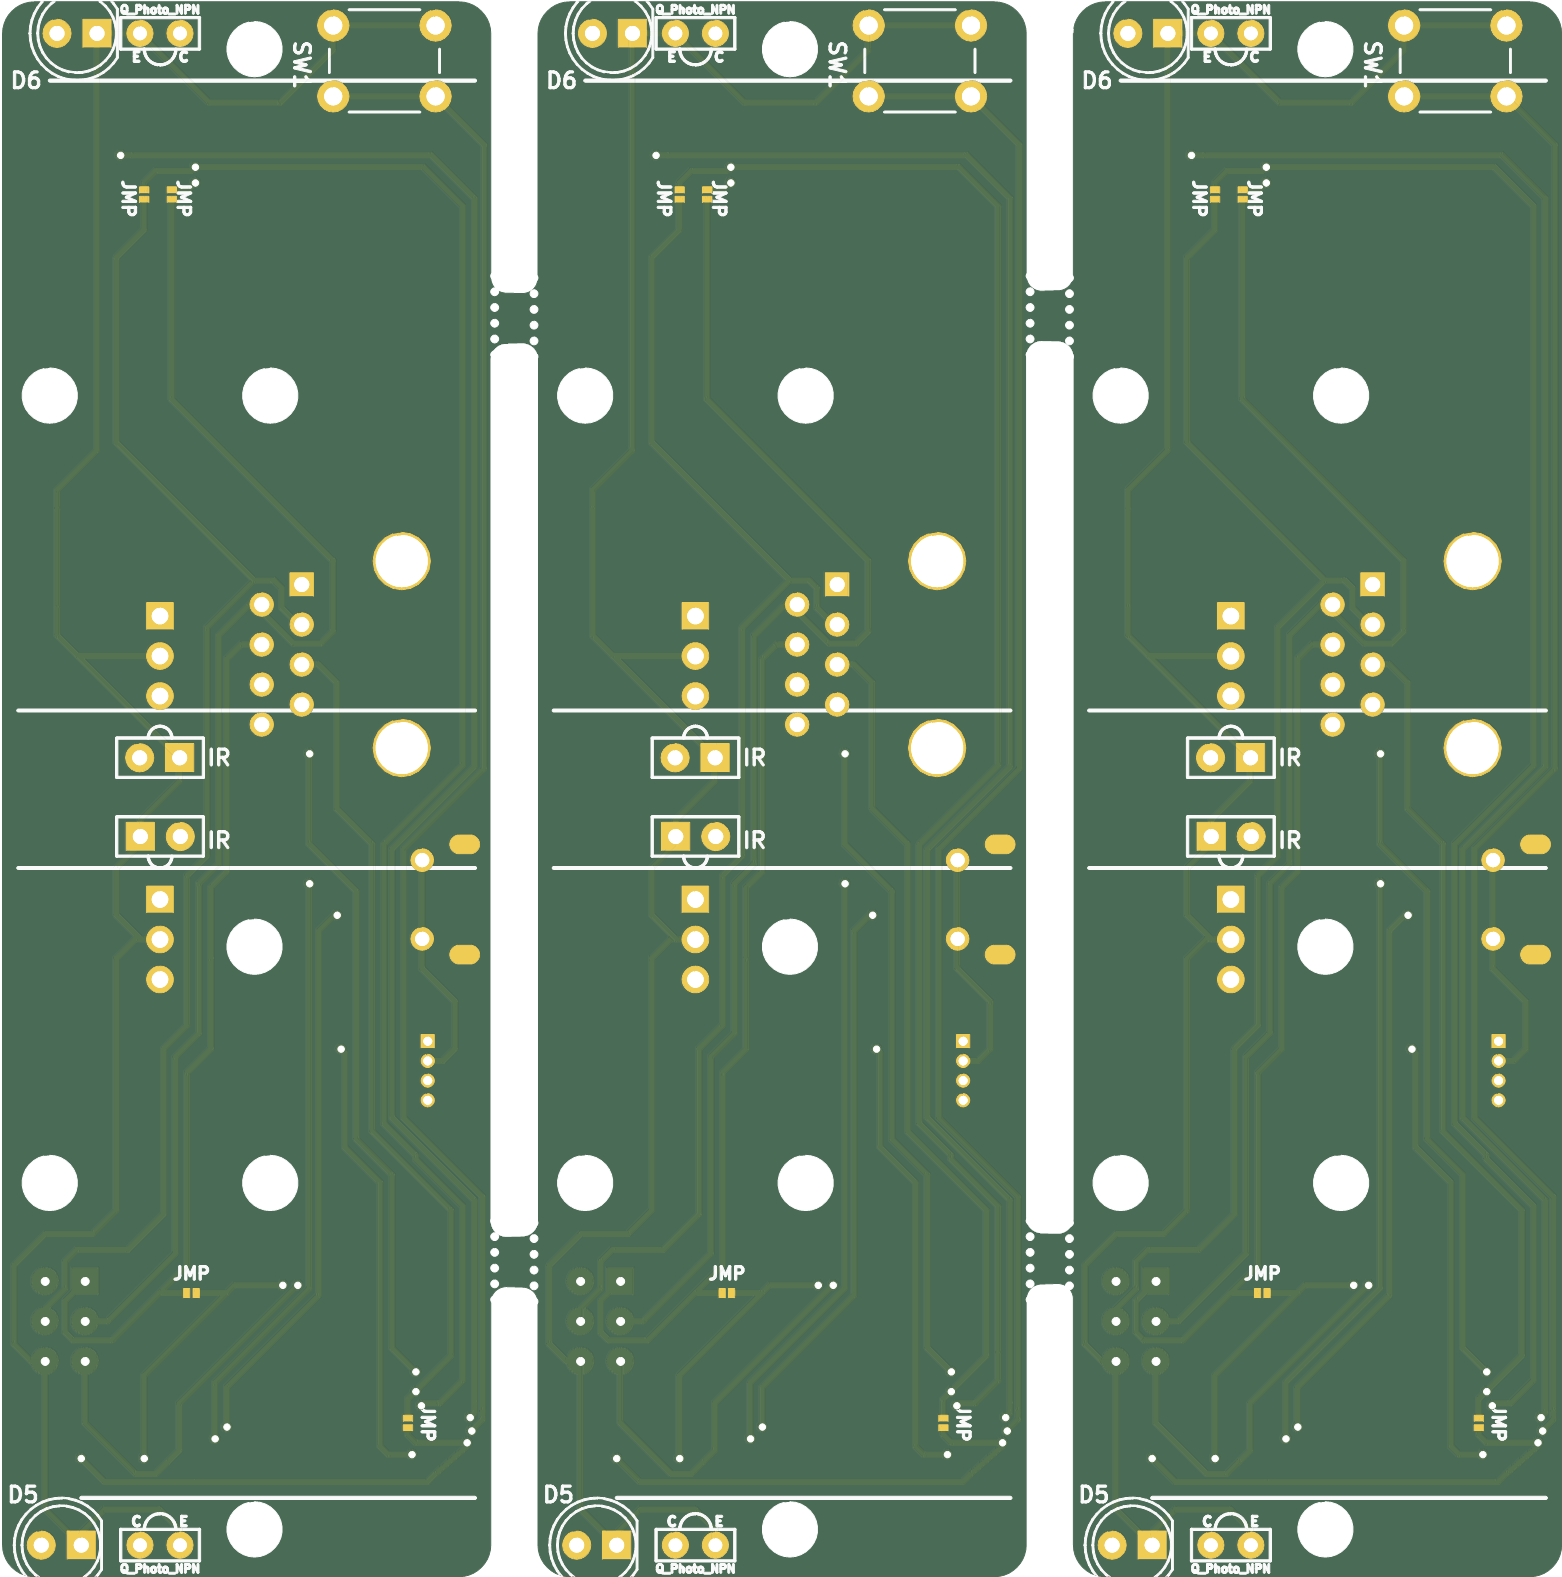 Q_Photo_NPN Q_Photo_NPN Q_Photo_NPN
E C E C E C
SW1 SW1 SW1
D6 D6 D6
JMP JMP JMP JMP JMP JMP
IR IR IR
IR IR IR
JMP JMP JMP
JMP JMP JMP
D5 D5 D5
C E C E C E
Q_Photo_NPN Q_Photo_NPN Q_Photo_NPN